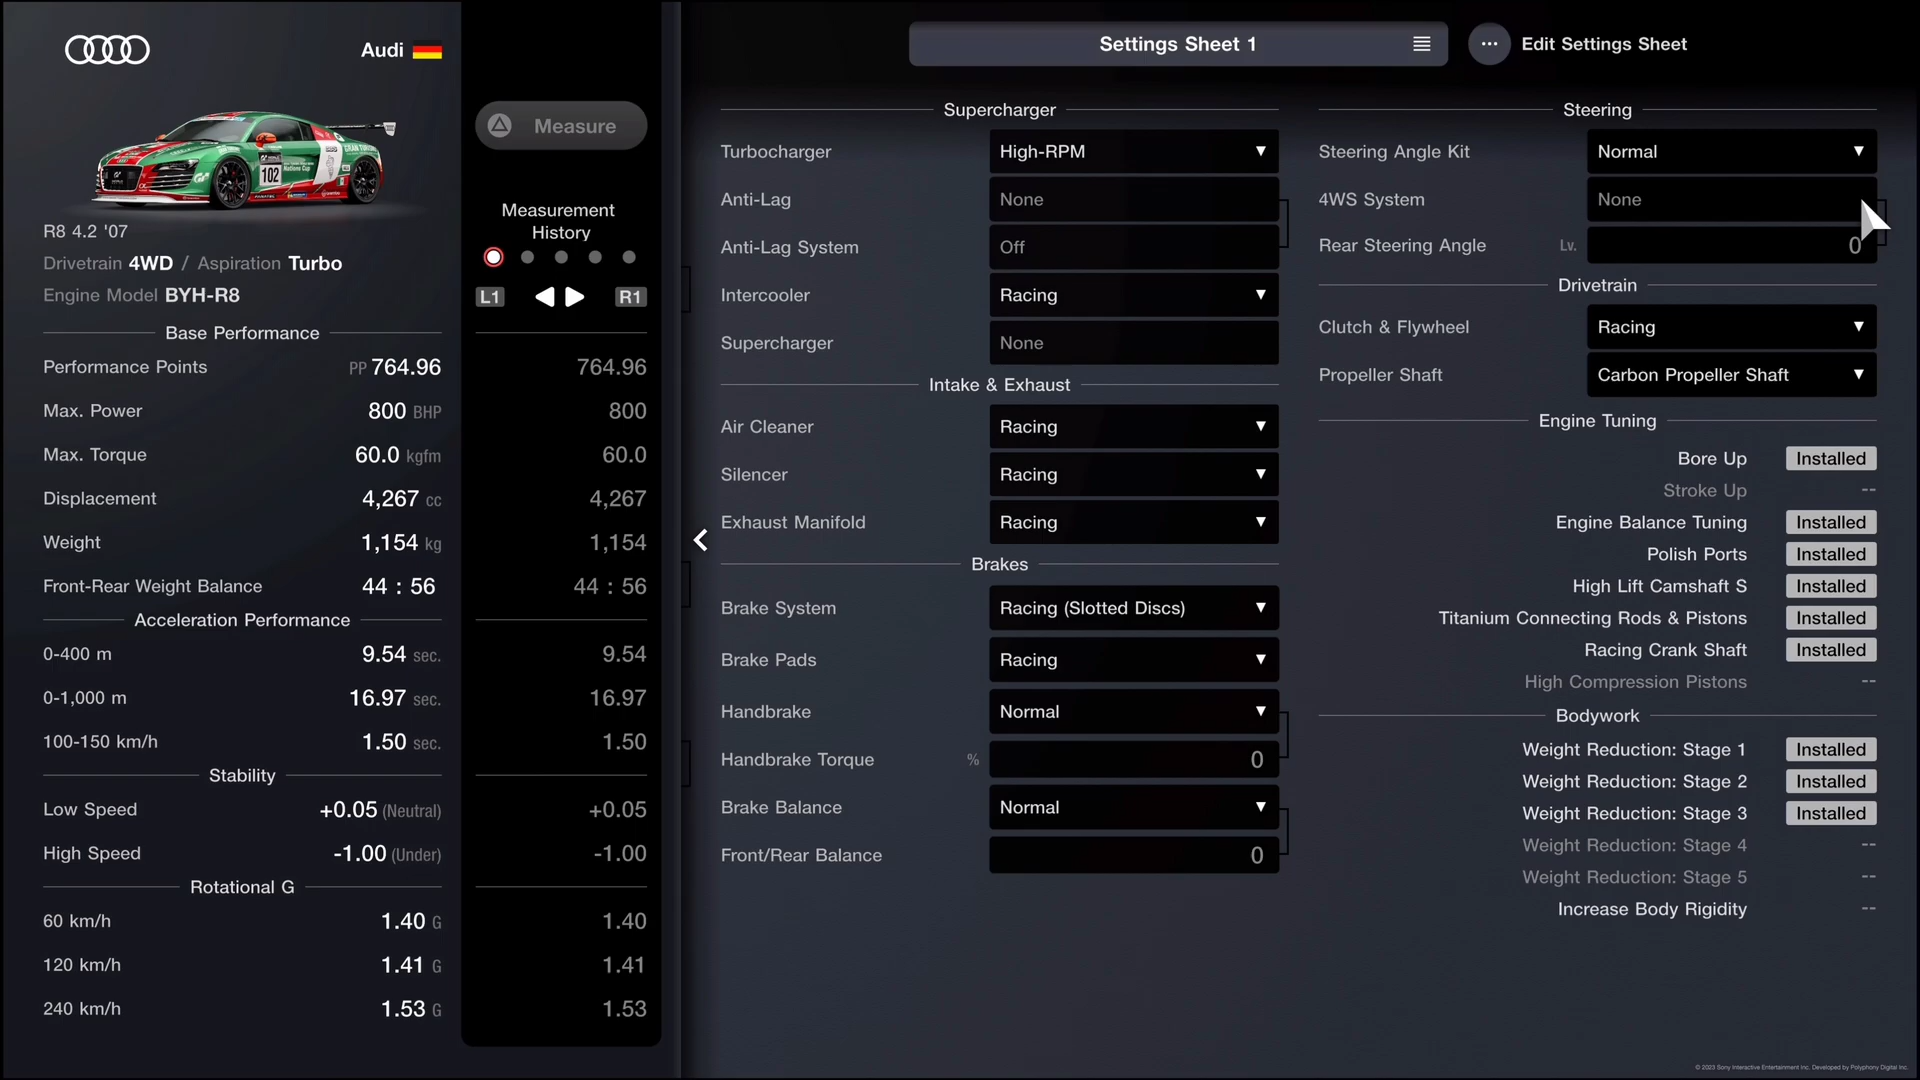 Audi
R8 4.2 '07
Drivetrain 4WD / Aspiration Turbo
Engine Model BYH-R8
Base Performance
Performance Points PP 764.96
Max. Power 800 BHP
Max. Torque 60.0 kgfm
Displacement 4,267 cc
Weight 1,154 kg
Front-Rear Weight Balance 44 : 56
Acceleration Performance
0-400 m 9.54 sec.
0-1,000 m 16.97 sec.
100-150 km/h 1.50 sec.
Stability
Low Speed +0.05 (Neutral)
High Speed -1.00 (Under)
Rotational G
60 km/h 1.40 G
120 km/h 1.41 G
240 km/h 1.53 G
102
Measure
Measurement
History
L1 R1
764.96
800
60.0
4,267
1,154
44 : 56
9.54
16.97
1.50
+0.05
-1.00
1.40
1.41
1.53
Settings Sheet 1
Edit Settings Sheet
Supercharger
Turbocharger High-RPM
Anti-Lag None
Anti-Lag System Off
Intercooler Racing
Supercharger None
Intake & Exhaust
Air Cleaner Racing
Silencer Racing
Exhaust Manifold Racing
Brakes
Brake System Racing (Slotted Discs)
Brake Pads Racing
Handbrake Normal
Handbrake Torque % 0
Brake Balance Normal
Front/Rear Balance 0
Steering
Steering Angle Kit Normal
4WS System None
Rear Steering Angle Lv. 0
Drivetrain
Clutch & Flywheel Racing
Propeller Shaft Carbon Propeller Shaft
Engine Tuning
Bore Up Installed
Stroke Up --
Engine Balance Tuning Installed
Polish Ports Installed
High Lift Camshaft S Installed
Titanium Connecting Rods & Pistons Installed
Racing Crank Shaft Installed
High Compression Pistons --
Bodywork
Weight Reduction: Stage 1 Installed
Weight Reduction: Stage 2 Installed
Weight Reduction: Stage 3 Installed
Weight Reduction: Stage 4 --
Weight Reduction: Stage 5 --
Increase Body Rigidity --
© 2023 Sony Interactive Entertainment Inc. Developed by Polyphony Digital Inc.